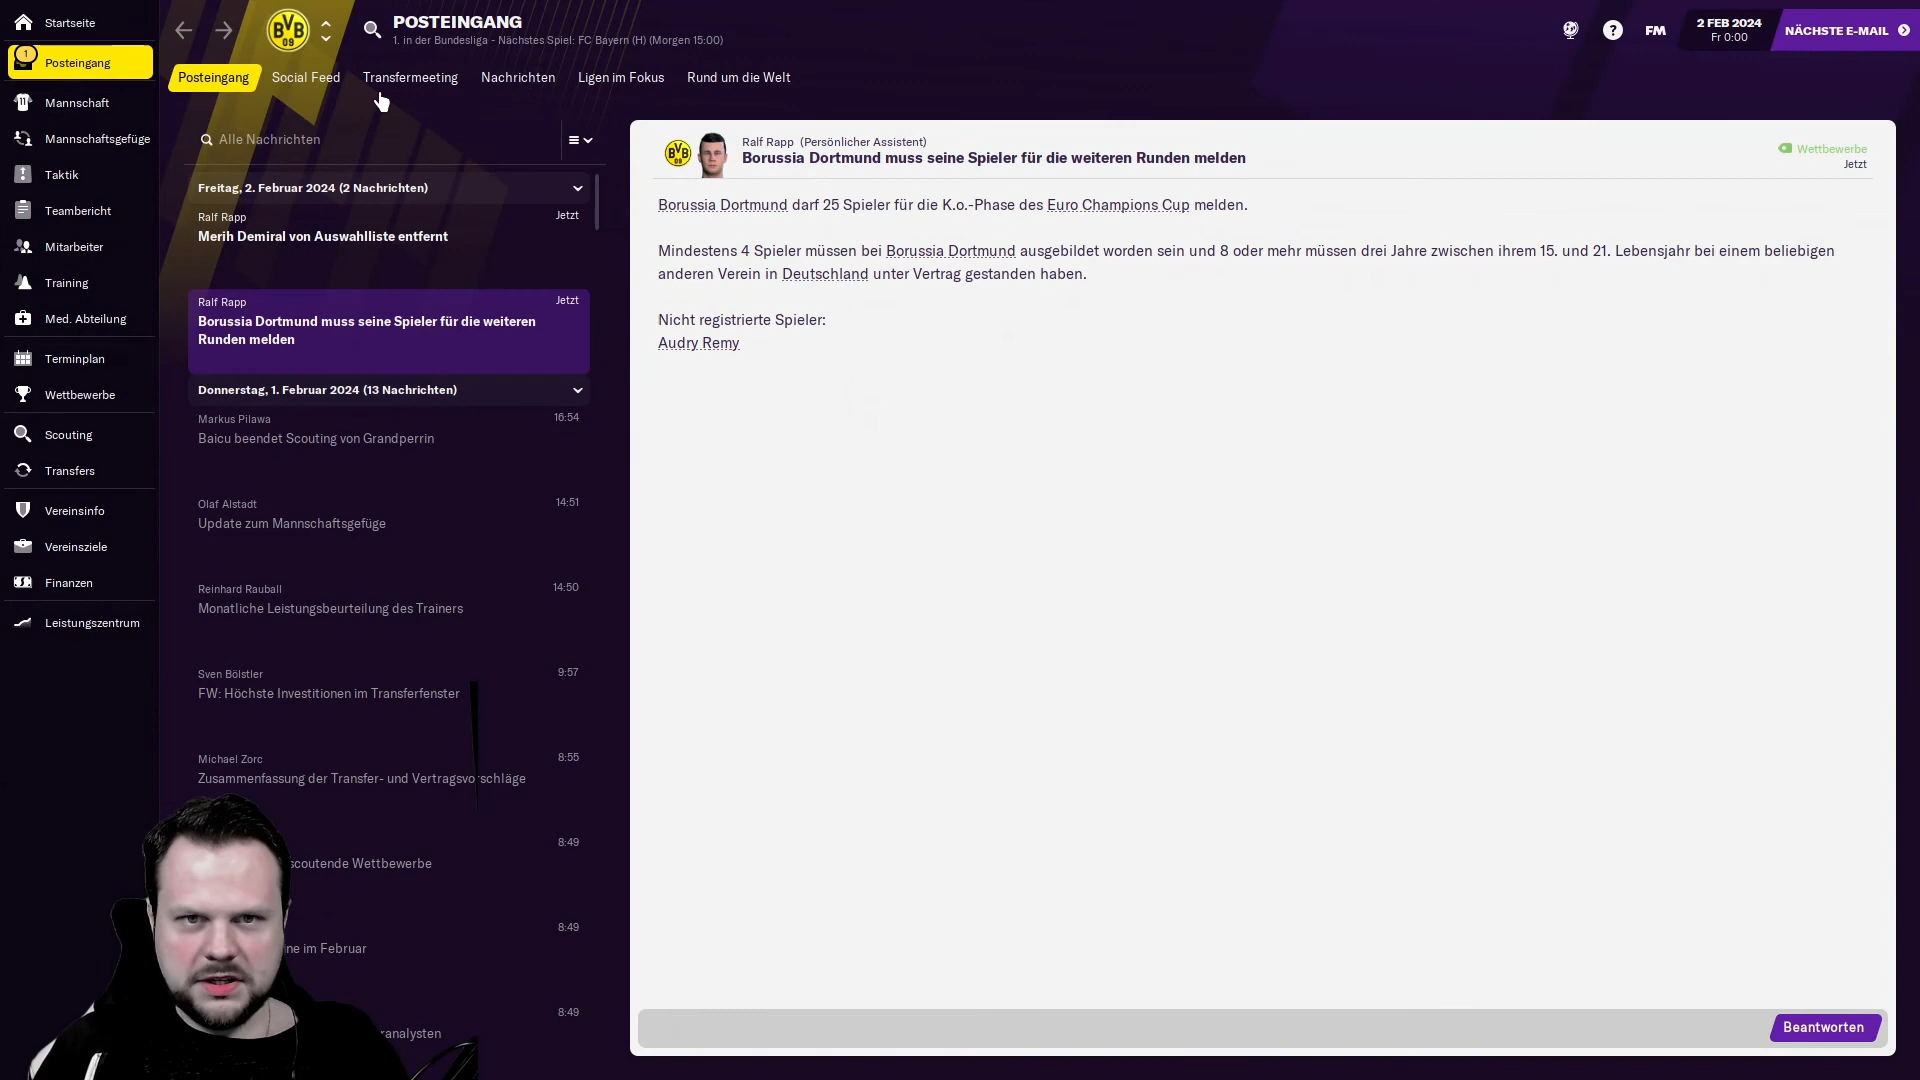 Startseite
1
Posteingang
Mannschaft
Mannschaftsgefüge
Taktik
Teambericht
Mitarbeiter
Training
Med. Abteilung
Terminplan
Wettbewerbe
Scouting
Transfers
Vereinsinfo
Vereinsziele
Finanzen
Leistungszentrum
BVB
09
POSTEINGANG
1. in der Bundesliga - Nächstes Spiel: FC Bayern (H) (Morgen 15:00)
?
FM
2 FEB 2024
Fr 0:00
NÄCHSTE E-MAIL
Posteingang
Social Feed
Transfermeeting
Nachrichten
Ligen im Fokus
Rund um die Welt
Alle Nachrichten
Freitag, 2. Februar 2024 (2 Nachrichten)
Ralf Rapp
Jetzt
Merih Demiral von Auswahlliste entfernt
Ralf Rapp
Jetzt
Borussia Dortmund muss seine Spieler für die weiteren
Runden melden
Donnerstag, 1. Februar 2024 (13 Nachrichten)
Markus Pilawa
16:54
Baicu beendet Scouting von Grandperrin
Olaf Alstadt
14:51
Update zum Mannschaftsgefüge
Reinhard Rauball
14:50
Monatliche Leistungsbeurteilung des Trainers
Sven Bölstler
9:57
FW: Höchste Investitionen im Transferfenster
Michael Zorc
8:55
Zusammenfassung der Transfer- und Vertragsvorschläge
8:49
scoutende Wettbewerbe
8:49
ne im Februar
8:49
ranalysten
BVB
09
Ralf Rapp (Persönlicher Assistent)
Borussia Dortmund muss seine Spieler für die weiteren Runden melden
Wettbewerbe
Jetzt
Borussia Dortmund darf 25 Spieler für die K.o.-Phase des Euro Champions Cup melden.
Mindestens 4 Spieler müssen bei Borussia Dortmund ausgebildet worden sein und 8 oder mehr müssen drei Jahre zwischen ihrem 15. und 21. Lebensjahr bei einem beliebigen
anderen Verein in Deutschland unter Vertrag gestanden haben.
Nicht registrierte Spieler:
Audry Remy
Beantworten